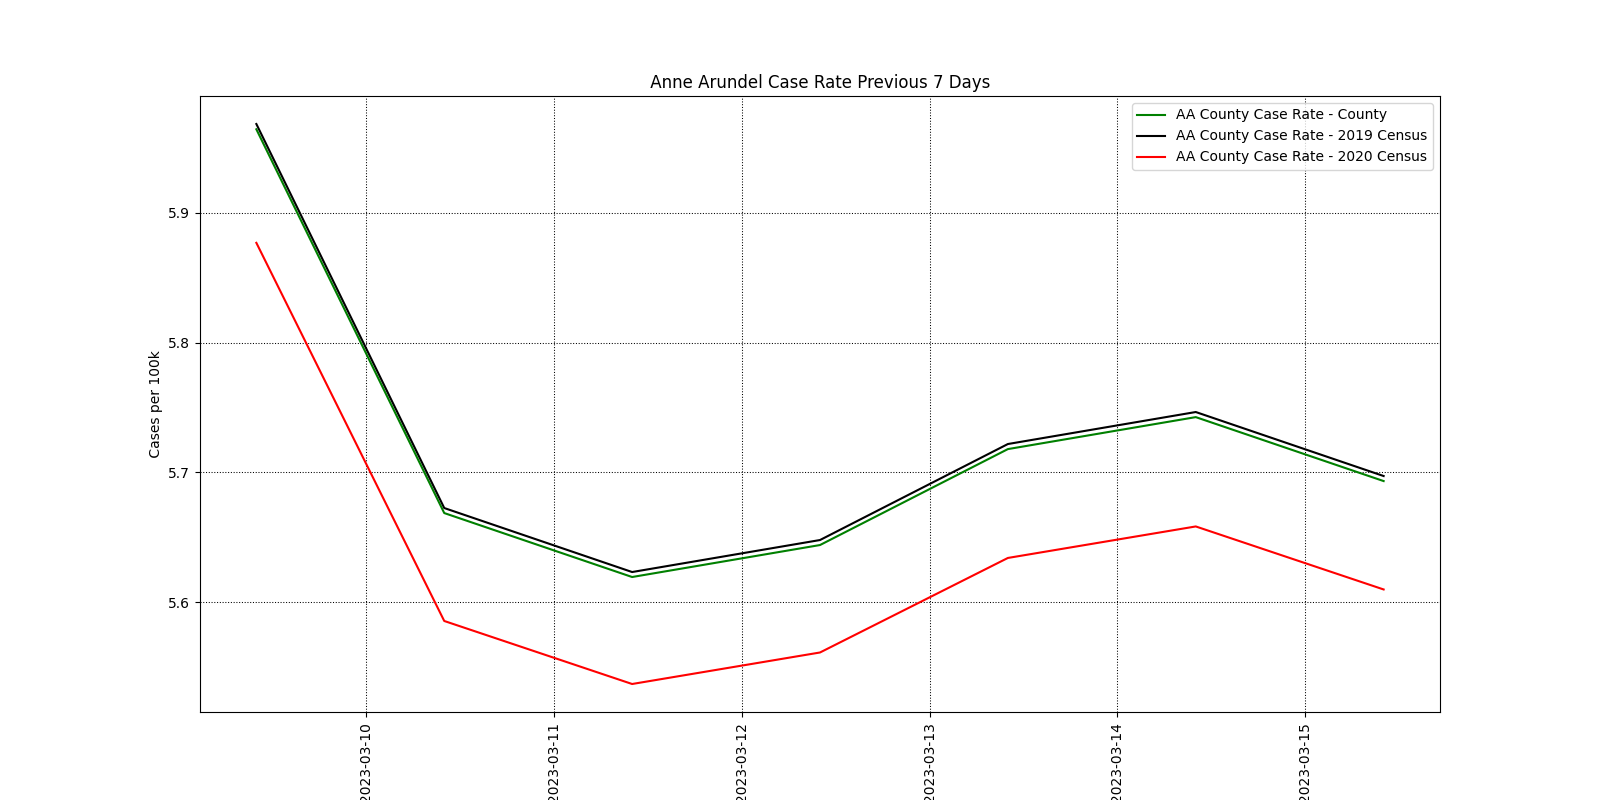 Anne Arundel Case Rate Previous 7 Days
AA County Case Rate - County
AA County Case Rate - 2019 Census
AA County Case Rate - 2020 Census
Cases per 100k
5.9
5.8
5.7
5.6
2023-03-10
2023-03-11
2023-03-12
2023-03-13
2023-03-14
2023-03-15